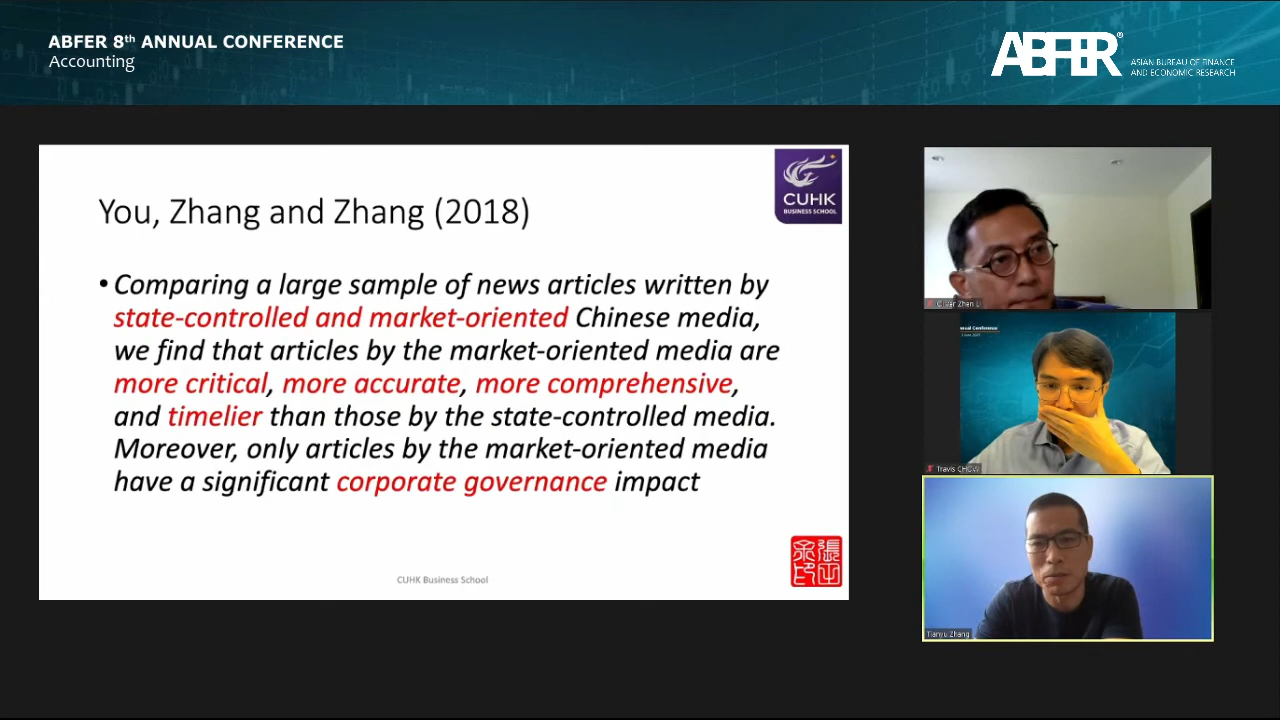 ABFER 8th ANNUAL CONFERENCE
Accounting
ABFER®
ASIAN BUREAU OF FINANCE
AND ECONOMIC RESEARCH
CUHK
BUSINESS SCHOOL
You, Zhang and Zhang (2018)
• Comparing a large sample of news articles written by
state-controlled and market-oriented Chinese media,
we find that articles by the market-oriented media are
more critical, more accurate, more comprehensive,
and timelier than those by the state-controlled media.
Moreover, only articles by the market-oriented media
have a significant corporate governance impact
CUHK Business School
Zhen Li
Conference
Travis CHOW
Tianyu Zhang